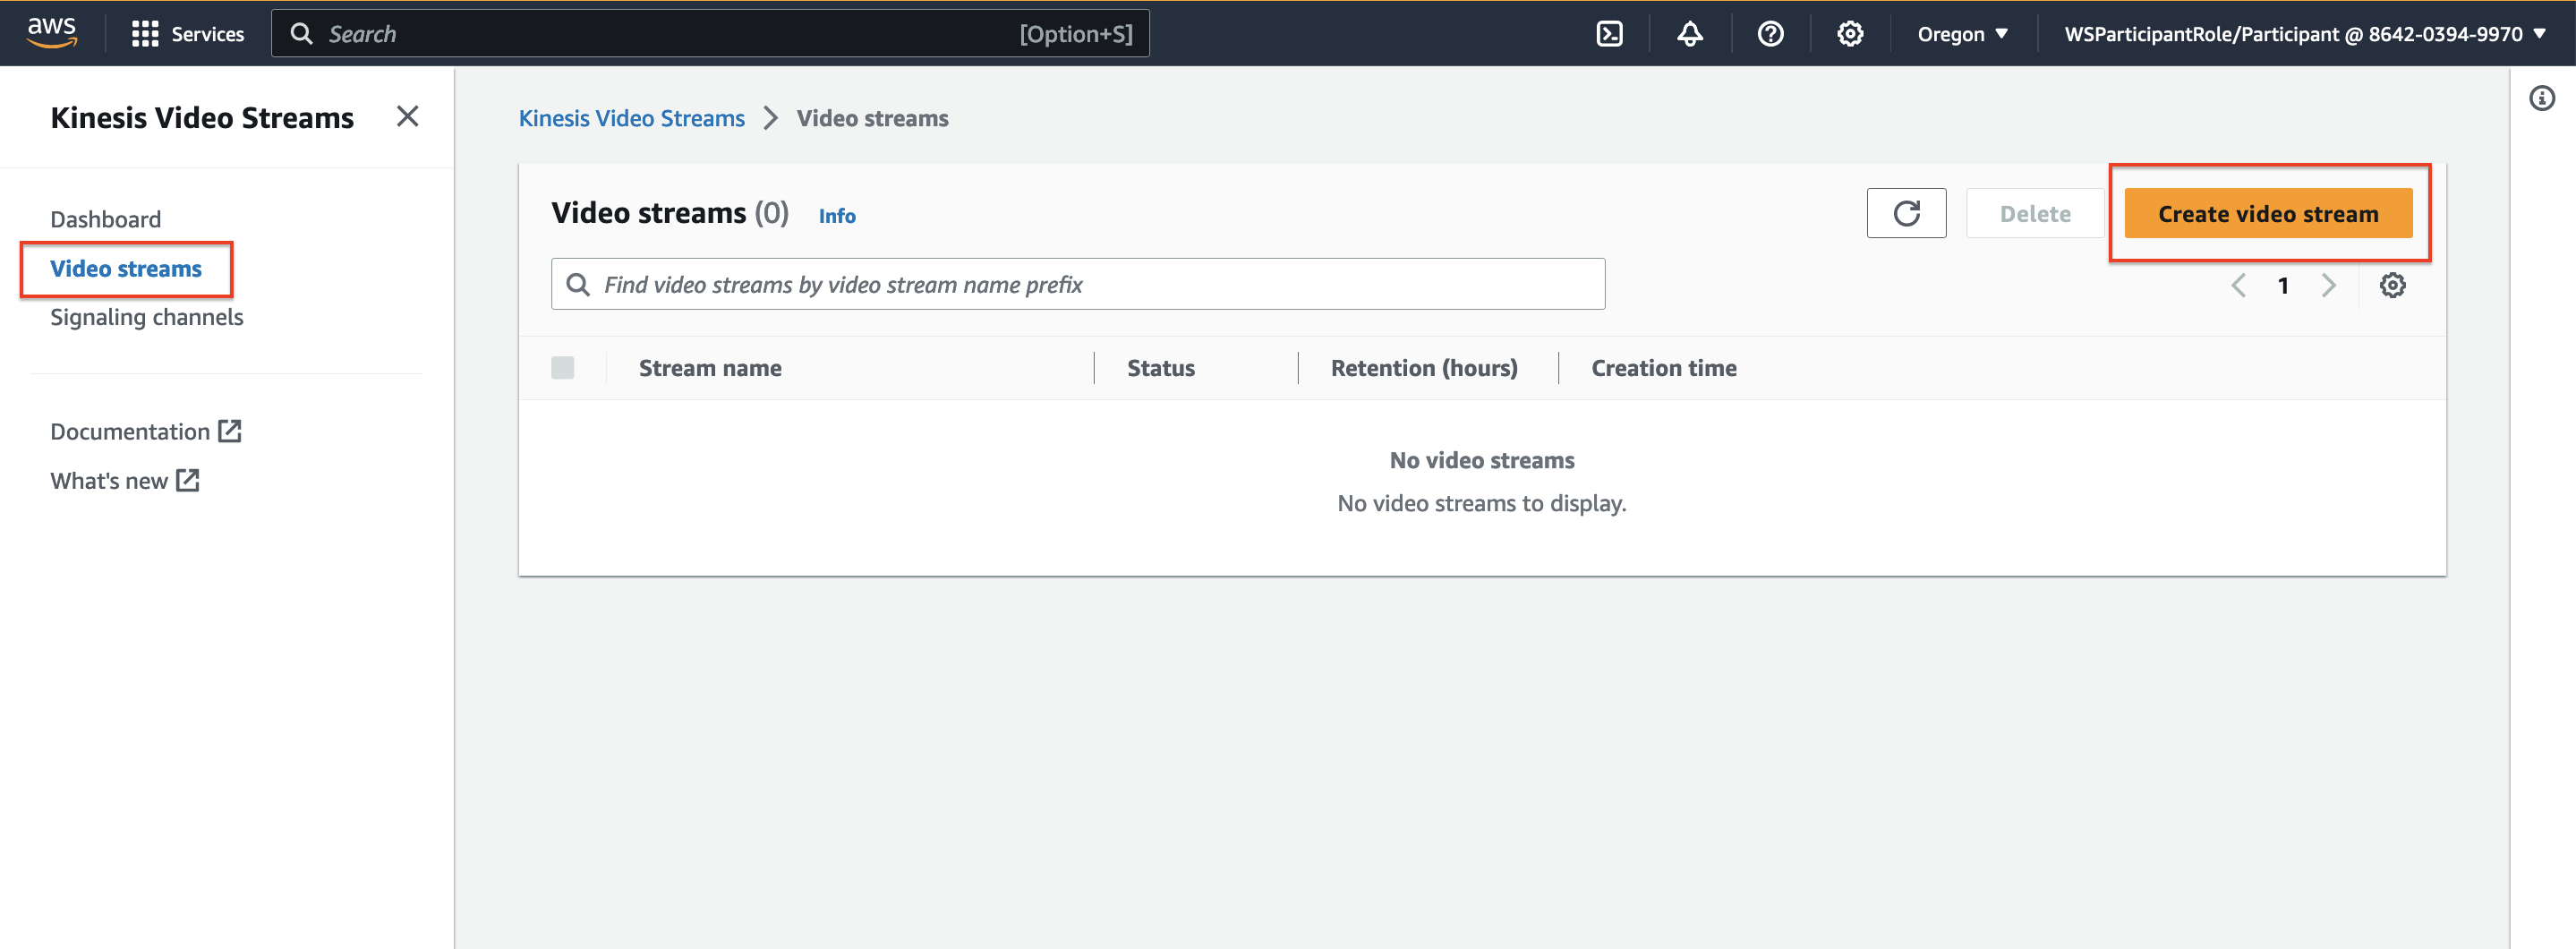 aws Services Search [Option+S] Oregon WSParticipantRole/Participant @ 8642-0394-9970
Kinesis Video Streams
Dashboard
Video streams
Signaling channels
Documentation
What's new
Kinesis Video Streams Video streams
Video streams (0) Info Delete Create video stream
Find video streams by video stream name prefix 1
Stream name Status Retention (hours) Creation time
No video streams
No video streams to display.